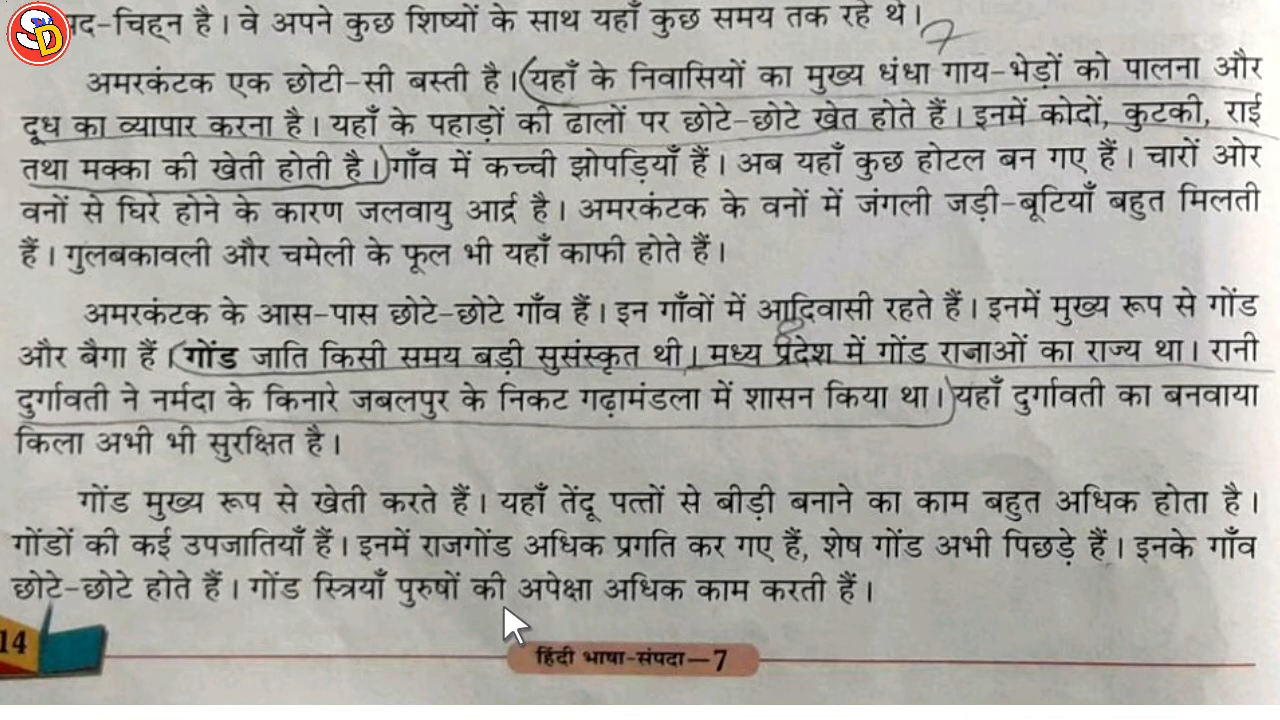 SD
पद-चिह्न है। वे अपने कुछ शिष्यों के साथ यहाँ कुछ समय तक रहे थे।
7
अमरकंटक एक छोटी-सी बस्ती है। (यहाँ के निवासियों का मुख्य धंधा गाय-भेड़ों को पालना और
दूध का व्यापार करना है। यहाँ के पहाड़ों की ढालों पर छोटे-छोटे खेत होते हैं। इनमें कोदों, कुटकी, राई
तथा मक्का की खेती होती है।) गाँव में कच्ची झोपड़ियाँ हैं। अब यहाँ कुछ होटल बन गए हैं। चारों ओर
वनों से घिरे होने के कारण जलवायु आर्द्र है। अमरकंटक के वनों में जंगली जड़ी-बूटियाँ बहुत मिलती
हैं। गुलबकावली और चमेली के फूल भी यहाँ काफी होते हैं।
अमरकंटक के आस-पास छोटे-छोटे गाँव हैं। इन गाँवों में आदिवासी रहते हैं। इनमें मुख्य रूप से गोंड
8
और बैगा हैं। (गोंड जाति किसी समय बड़ी सुसंस्कृत थी। मध्य प्रदेश में गोंड राजाओं का राज्य था। रानी
दुर्गावती ने नर्मदा के किनारे जबलपुर के निकट गढ़ामंडला में शासन किया था।) यहाँ दुर्गावती का बनवाया
किला अभी भी सुरक्षित है।
गोंड मुख्य रूप से खेती करते हैं। यहाँ तेंदू पत्तों से बीड़ी बनाने का काम बहुत अधिक होता है।
गोंडों की कई उपजातियाँ हैं। इनमें राजगोंड अधिक प्रगति कर गए हैं, शेष गोंड अभी पिछड़े हैं। इनके गाँव
छोटे-छोटे होते हैं। गोंड स्त्रियाँ पुरुषों की अपेक्षा अधिक काम करती हैं।
14
हिंदी भाषा-संपदा—7